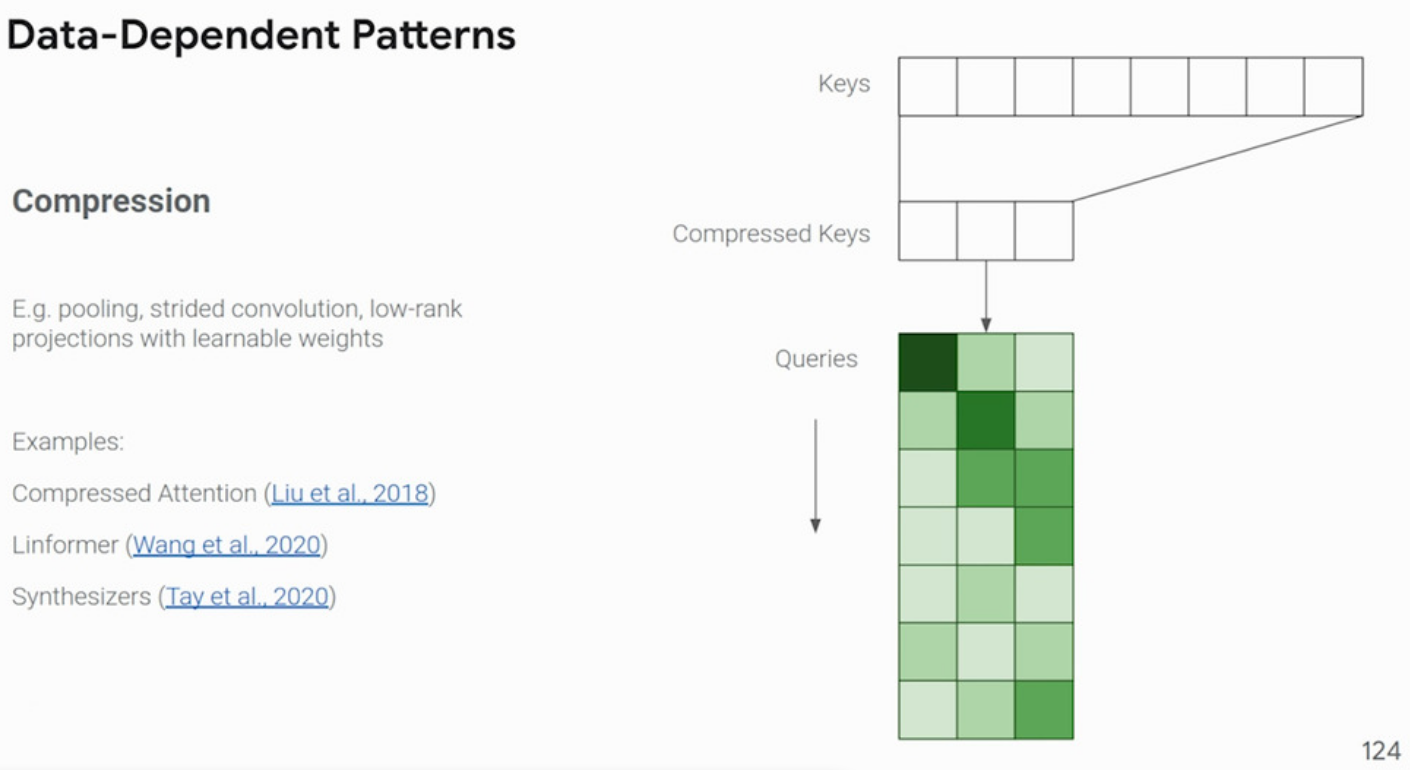 Data-Dependent Patterns
Keys
Compression
Compressed Keys
E.g. pooling, strided convolution, low-rank
projections with learnable weights
Queries
Examples:
Compressed Attention (Liu et al., 2018)
Linformer (Wang et al., 2020)
Synthesizers (Tay et al., 2020)
124